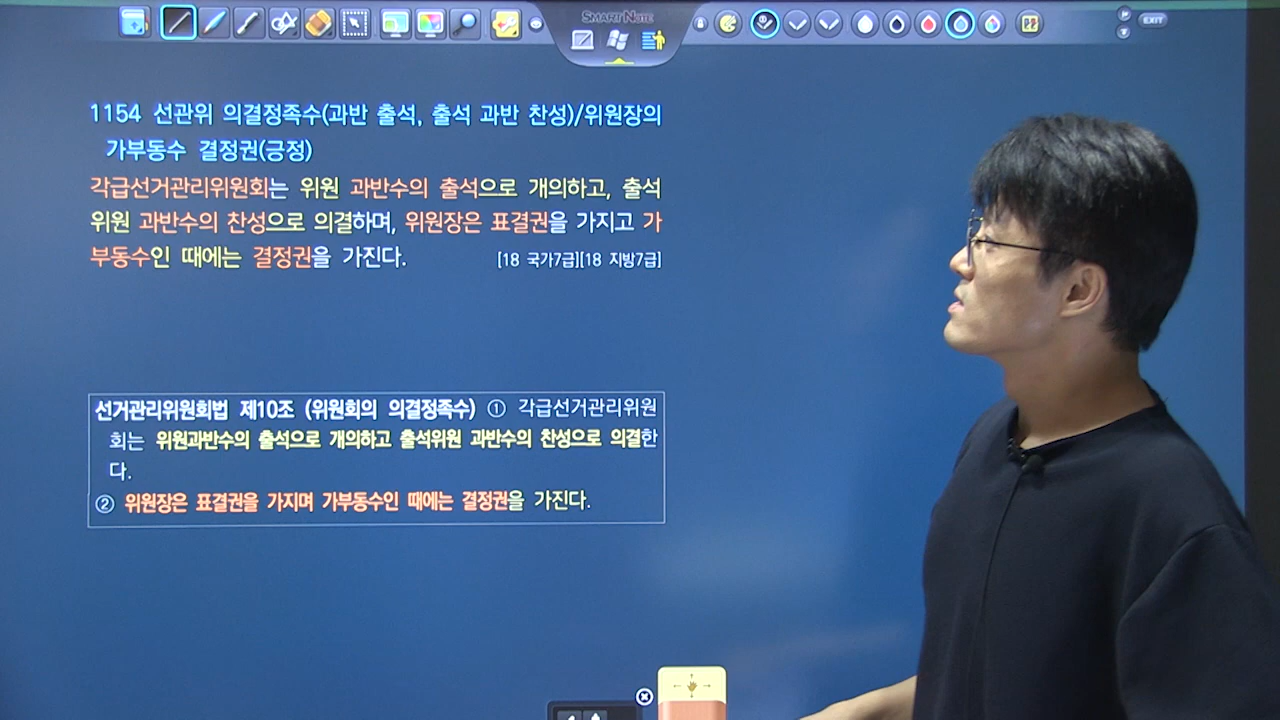 SMART NOTE
EXIT
1154 선관위 의결정족수(과반 출석, 출석 과반 찬성)/위원장의
가부동수 결정권(긍정)
각급선거관리위원회는 위원 과반수의 출석으로 개의하고, 출석
위원 과반수의 찬성으로 의결하며, 위원장은 표결권을 가지고 가
부동수인 때에는 결정권을 가진다. [18 국가7급][18 지방7급]
선거관리위원회법 제10조 (위원회의 의결정족수) ① 각급선거관리위원
회는 위원과반수의 출석으로 개의하고 출석위원 과반수의 찬성으로 의결한
다.
② 위원장은 표결권을 가지며 가부동수인 때에는 결정권을 가진다.